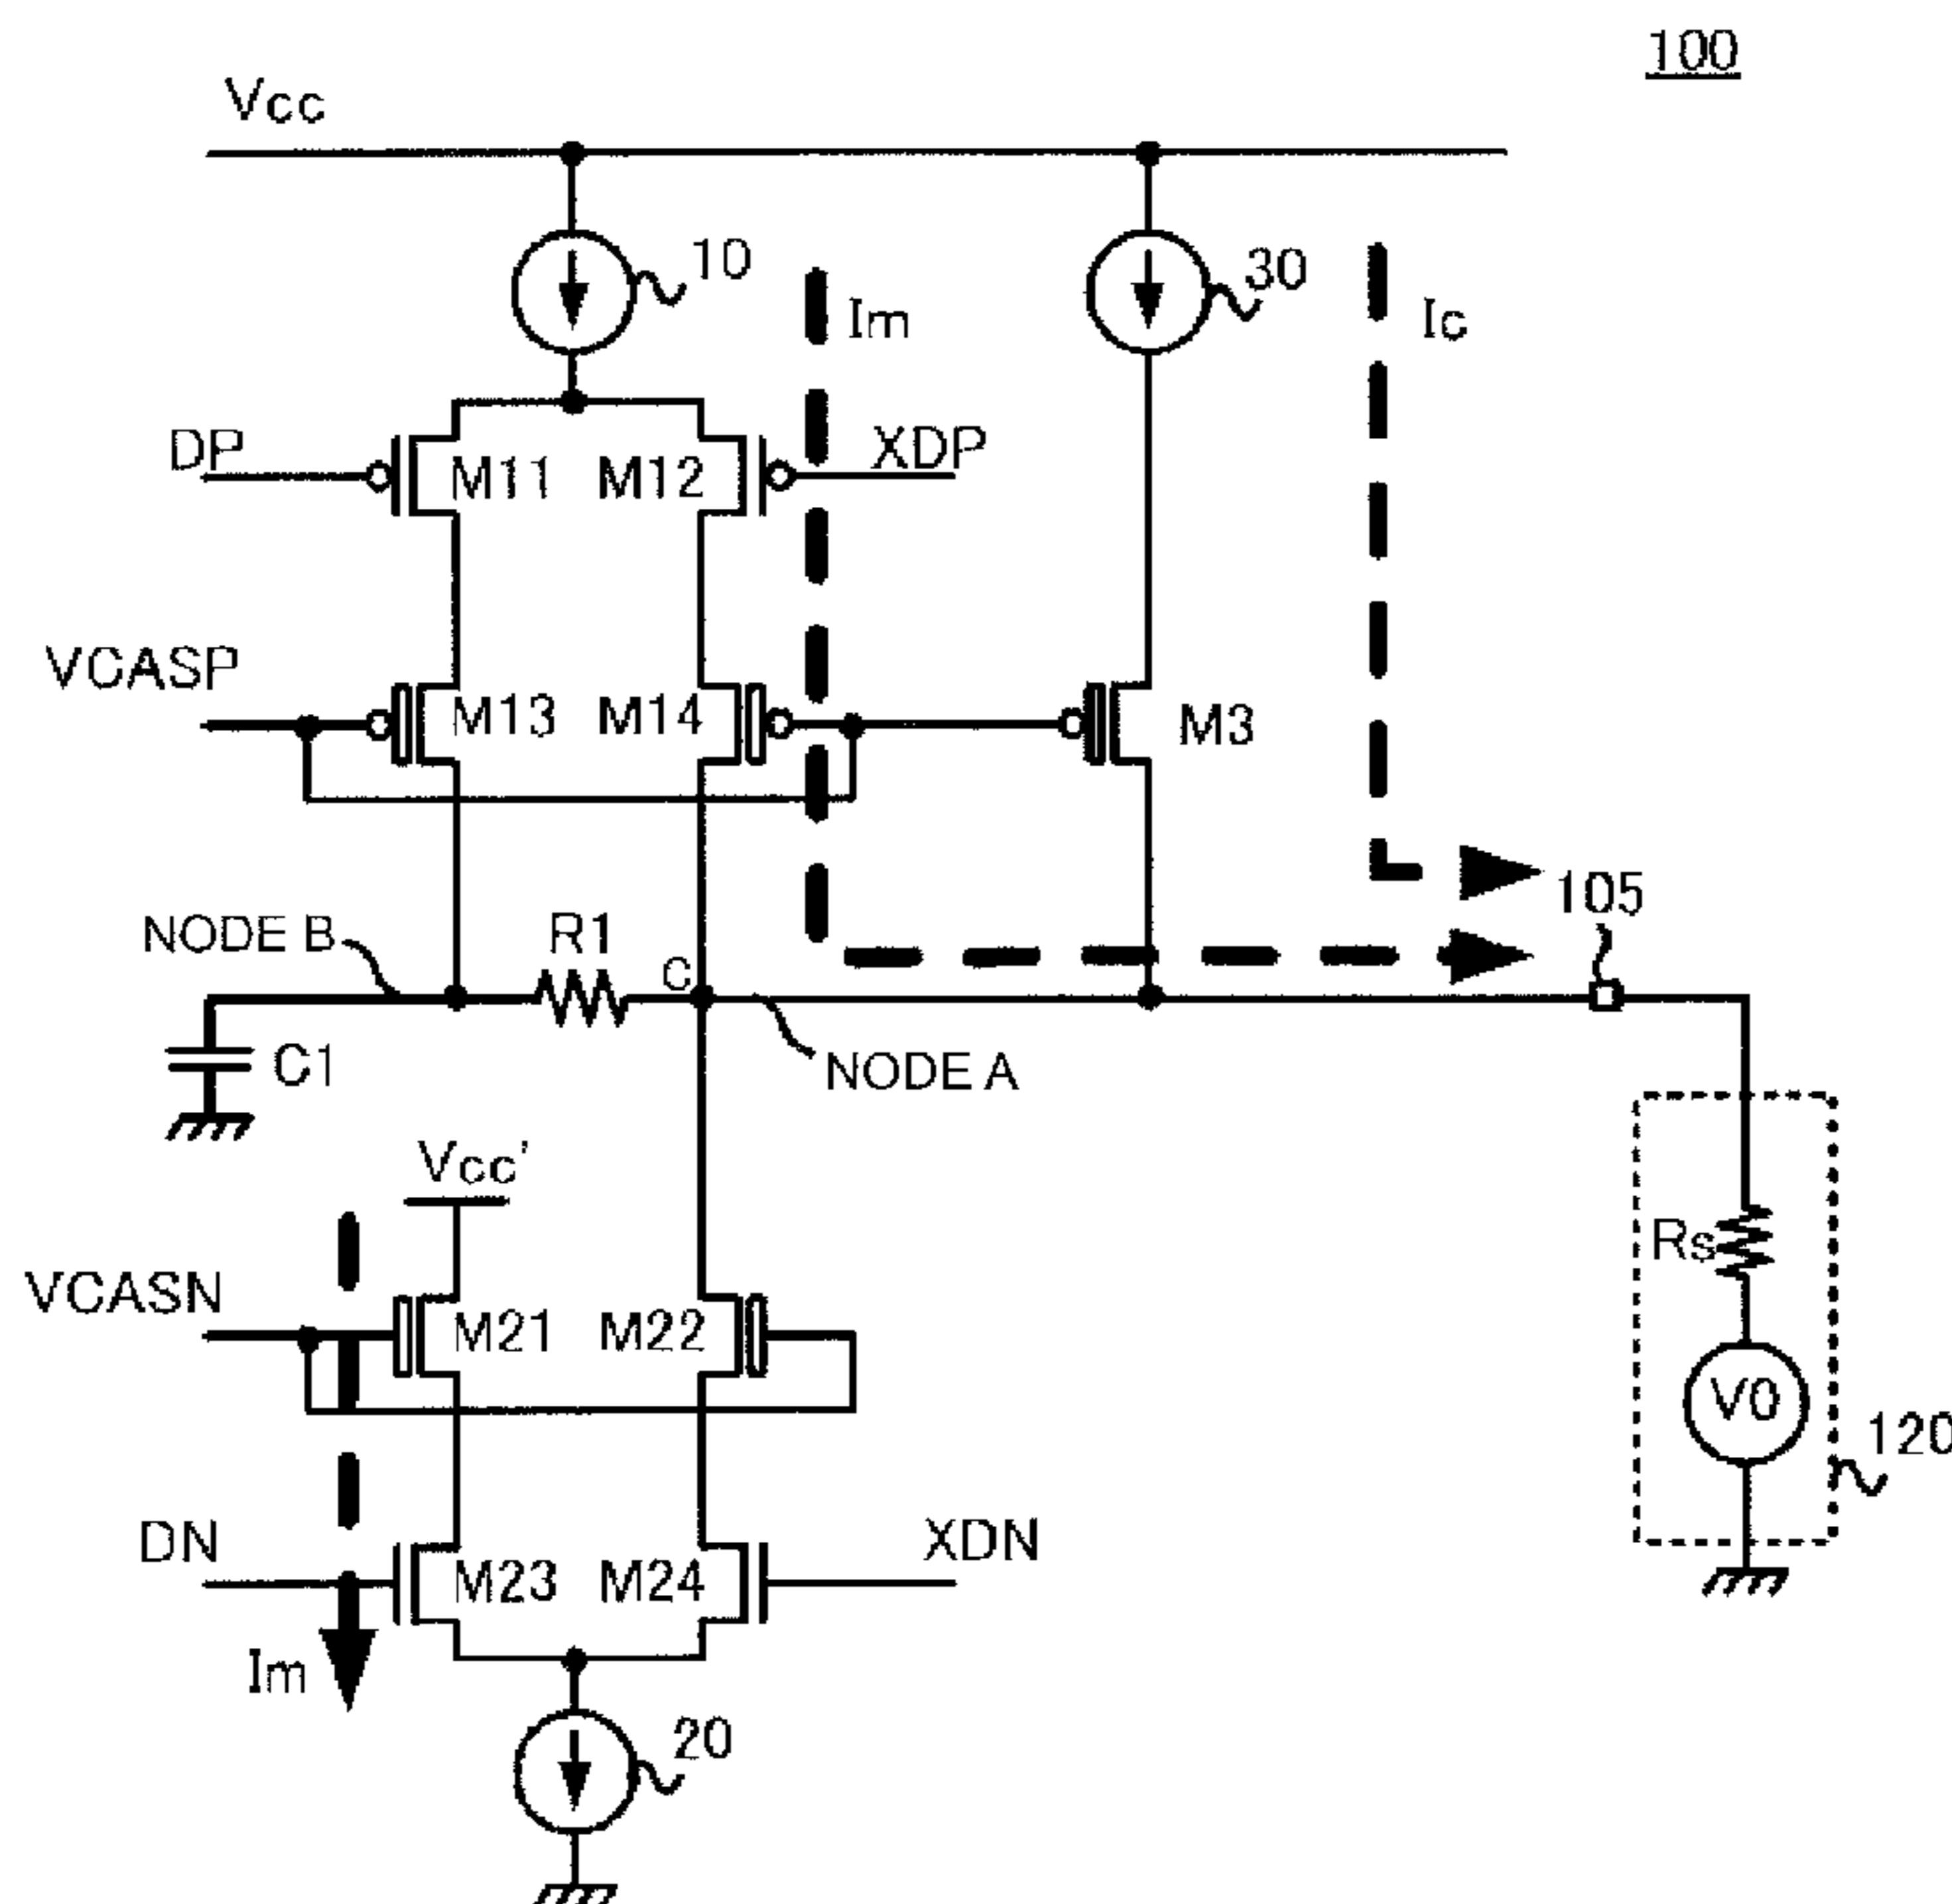 100
Vcc
10
Im
30
Ic
DP
M11
M12
XDP
VCASP
M13
M14
M3
105
NODE B
R1
C
C1
NODE A
Vcc'
Rs
VCASN
M21
M22
V0
120
DN
M23
M24
XDN
Im
20